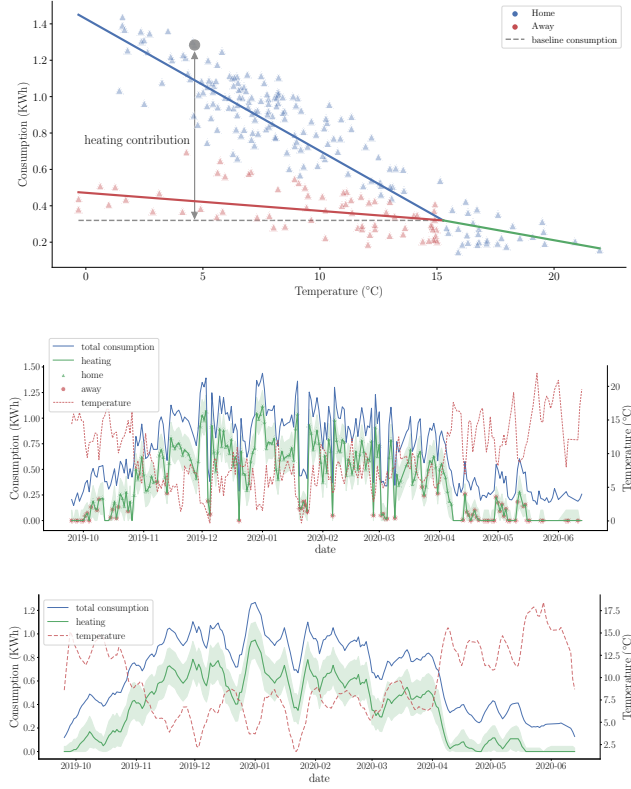 1.4
1.2
1.0
0.8
0.6
0.4
0.2
Consumption (KWh)
Home
Away
baseline consumption
heating contribution
0 5 10 15 20
Temperature (°C)
total consumption
heating
home
away
temperature
1.50
1.25
1.00
0.75
0.50
0.25
0.00
Consumption (KWh)
20
15
10
5
0
Temperature (°C)
2019-10 2019-11 2019-12 2020-01 2020-02 2020-03 2020-04 2020-05 2020-06
date
total consumption
heating
temperature
1.2
1.0
0.8
0.6
0.4
0.2
0.0
Consumption (KWh)
17.5
15.0
12.5
10.0
7.5
5.0
2.5
Temperature (°C)
2019-10 2019-11 2019-12 2020-01 2020-02 2020-03 2020-04 2020-05 2020-06
date